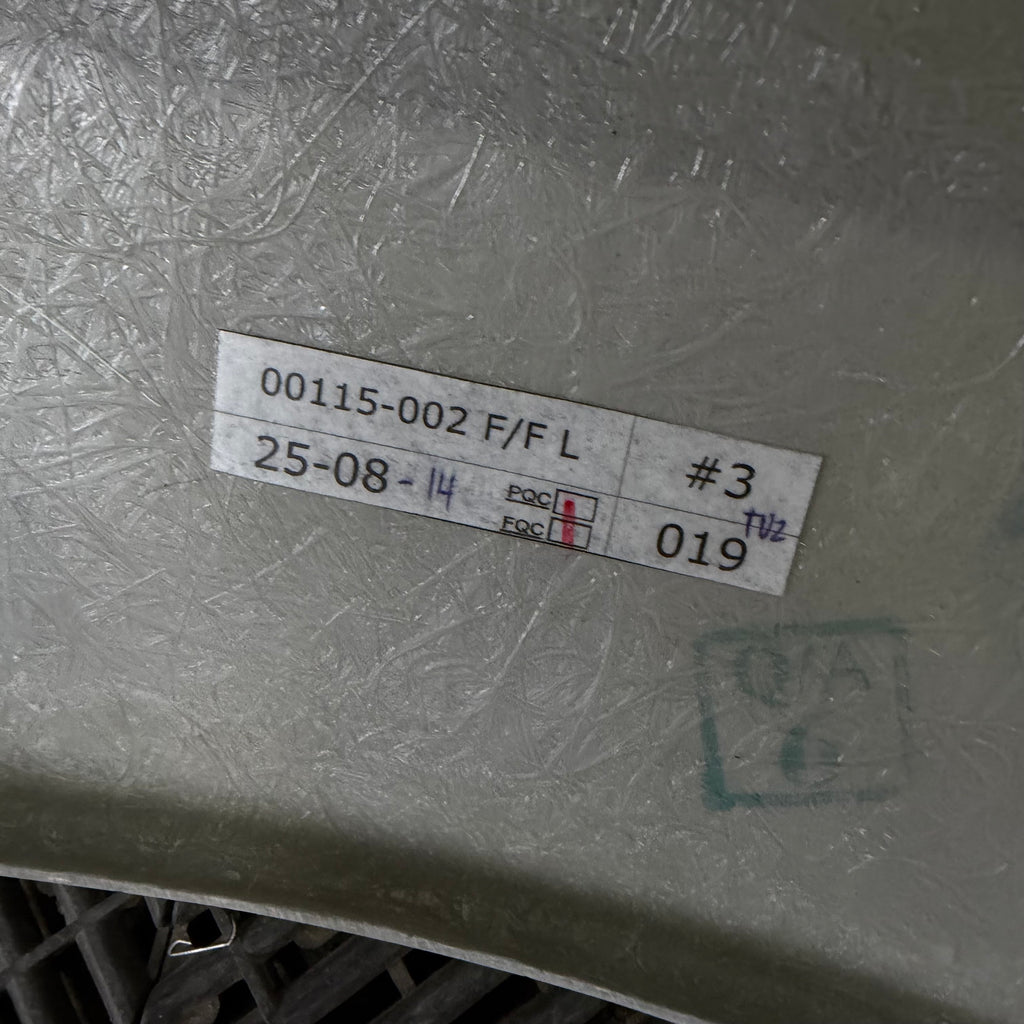 00115-002 F/F L
#3
25-08-14
PQC
FQC
019
TV2
Q/A